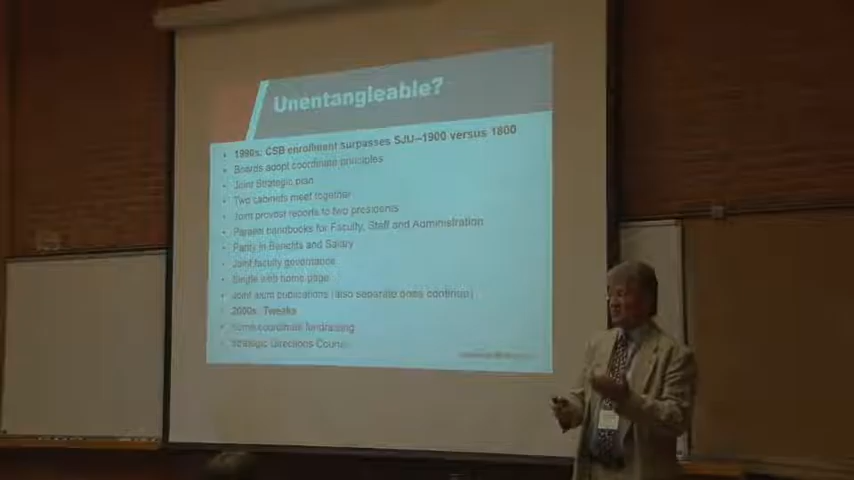 Unentangleable?
• 1990s: CSB enrollment surpasses SJU–1900 versus 1800
• Boards adopt coordinate principles
• Joint Strategic plan
• Two cabinets meet together
• Joint provost reports to two presidents
• Parallel handbooks for Faculty, Staff and Administration
• Parity in Benefits and Salary
• Joint faculty governance
• Single web home page
• Joint alum publications (also separate ones continue)
• 2000s: Tweaks
• Some coordinate fundraising
• Strategic Directions Council